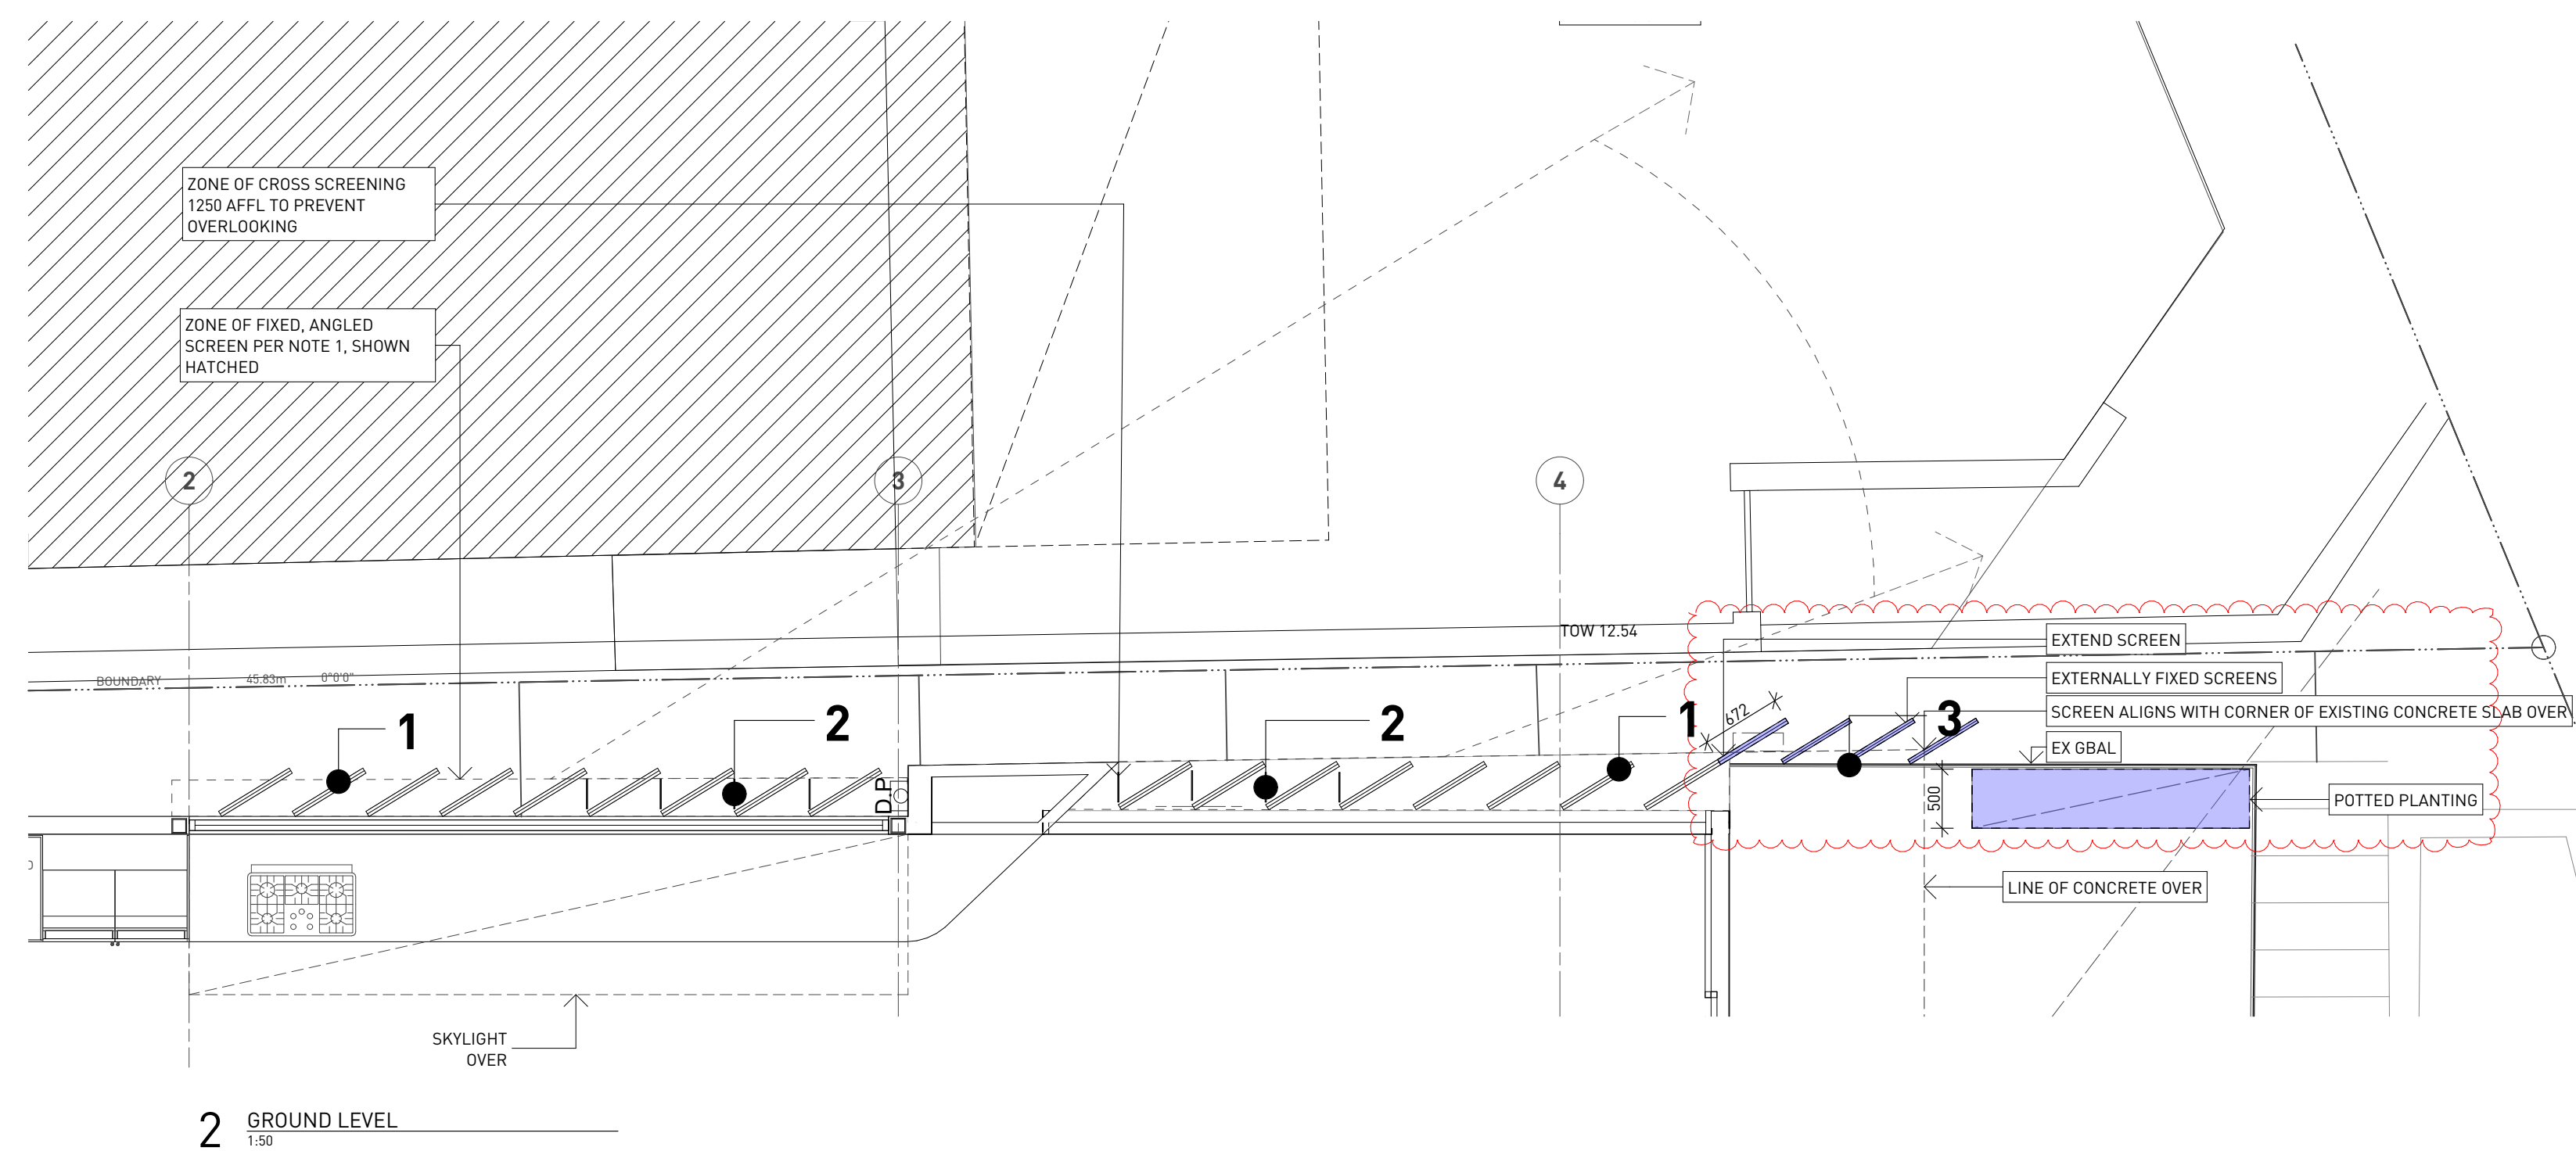 ZONE OF CROSS SCREENING
1250 AFFL TO PREVENT
OVERLOOKING
ZONE OF FIXED, ANGLED
SCREEN PER NOTE 1, SHOWN
HATCHED
2
3
4
TOW 12.54
EXTEND SCREEN
BOUNDARY
45.83m
0°0'0"
EXTERNALLY FIXED SCREENS
1
2
2
1
672
3
SCREEN ALIGNS WITH CORNER OF EXISTING CONCRETE SLAB OVER
EX GBAL
D.P
500
POTTED PLANTING
LINE OF CONCRETE OVER
SKYLIGHT
OVER
2
GROUND LEVEL
1:50